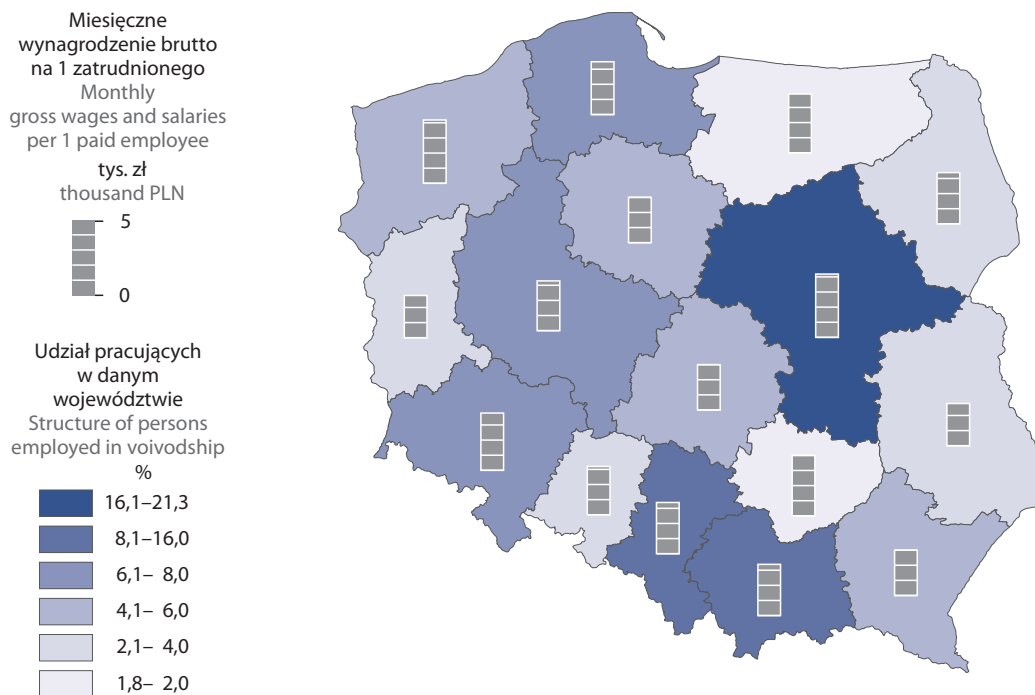 Miesięczne
wynagrodzenie brutto
na 1 zatrudnionego
Monthly
gross wages and salaries
per 1 paid employee
tys. zł
thousand PLN
5
0
Udział pracujących
w danym
województwie
Structure of persons
employed in voivodship
%
16,1–21,3
8,1–16,0
6,1– 8,0
4,1– 6,0
2,1– 4,0
1,8– 2,0